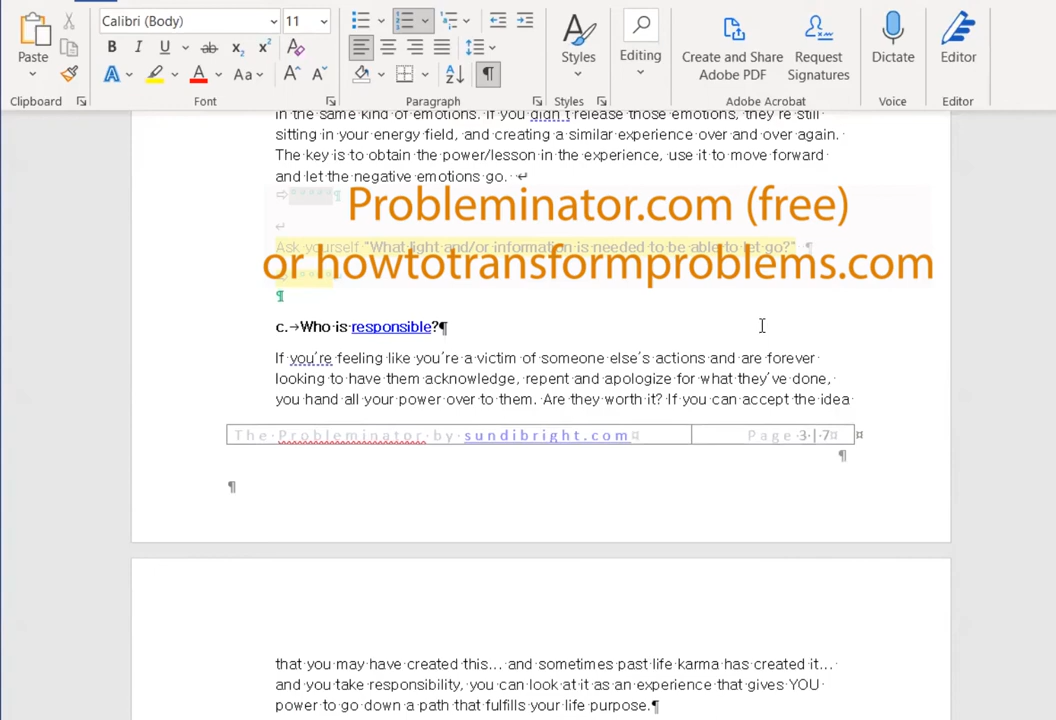 Calibri (Body) 11
Paste
Styles
Editing
Create and Share
Adobe PDF
Request
Signatures
Dictate
Editor
Clipboard Font Paragraph Styles Adobe Acrobat Voice Editor
in the same kind of emotions. If you didn't release those emotions, they're still
sitting in your energy field, and creating a similar experience over and over again.
The key is to obtain the power/lesson in the experience, use it to move forward
and let the negative emotions go.
Probleminator.com (free)
Ask yourself "What light and/or information is needed to be able to let go?"
or howtotransformproblems.com
c. Who is responsible?
If you're feeling like you're a victim of someone else's actions and are forever
looking to have them acknowledge, repent and apologize for what they've done,
you hand all your power over to them. Are they worth it? If you can accept the idea
The Probleminator by sundibright.com Page 3 | 7
that you may have created this... and sometimes past life karma has created it...
and you take responsibility, you can look at it as an experience that gives YOU
power to go down a path that fulfills your life purpose.